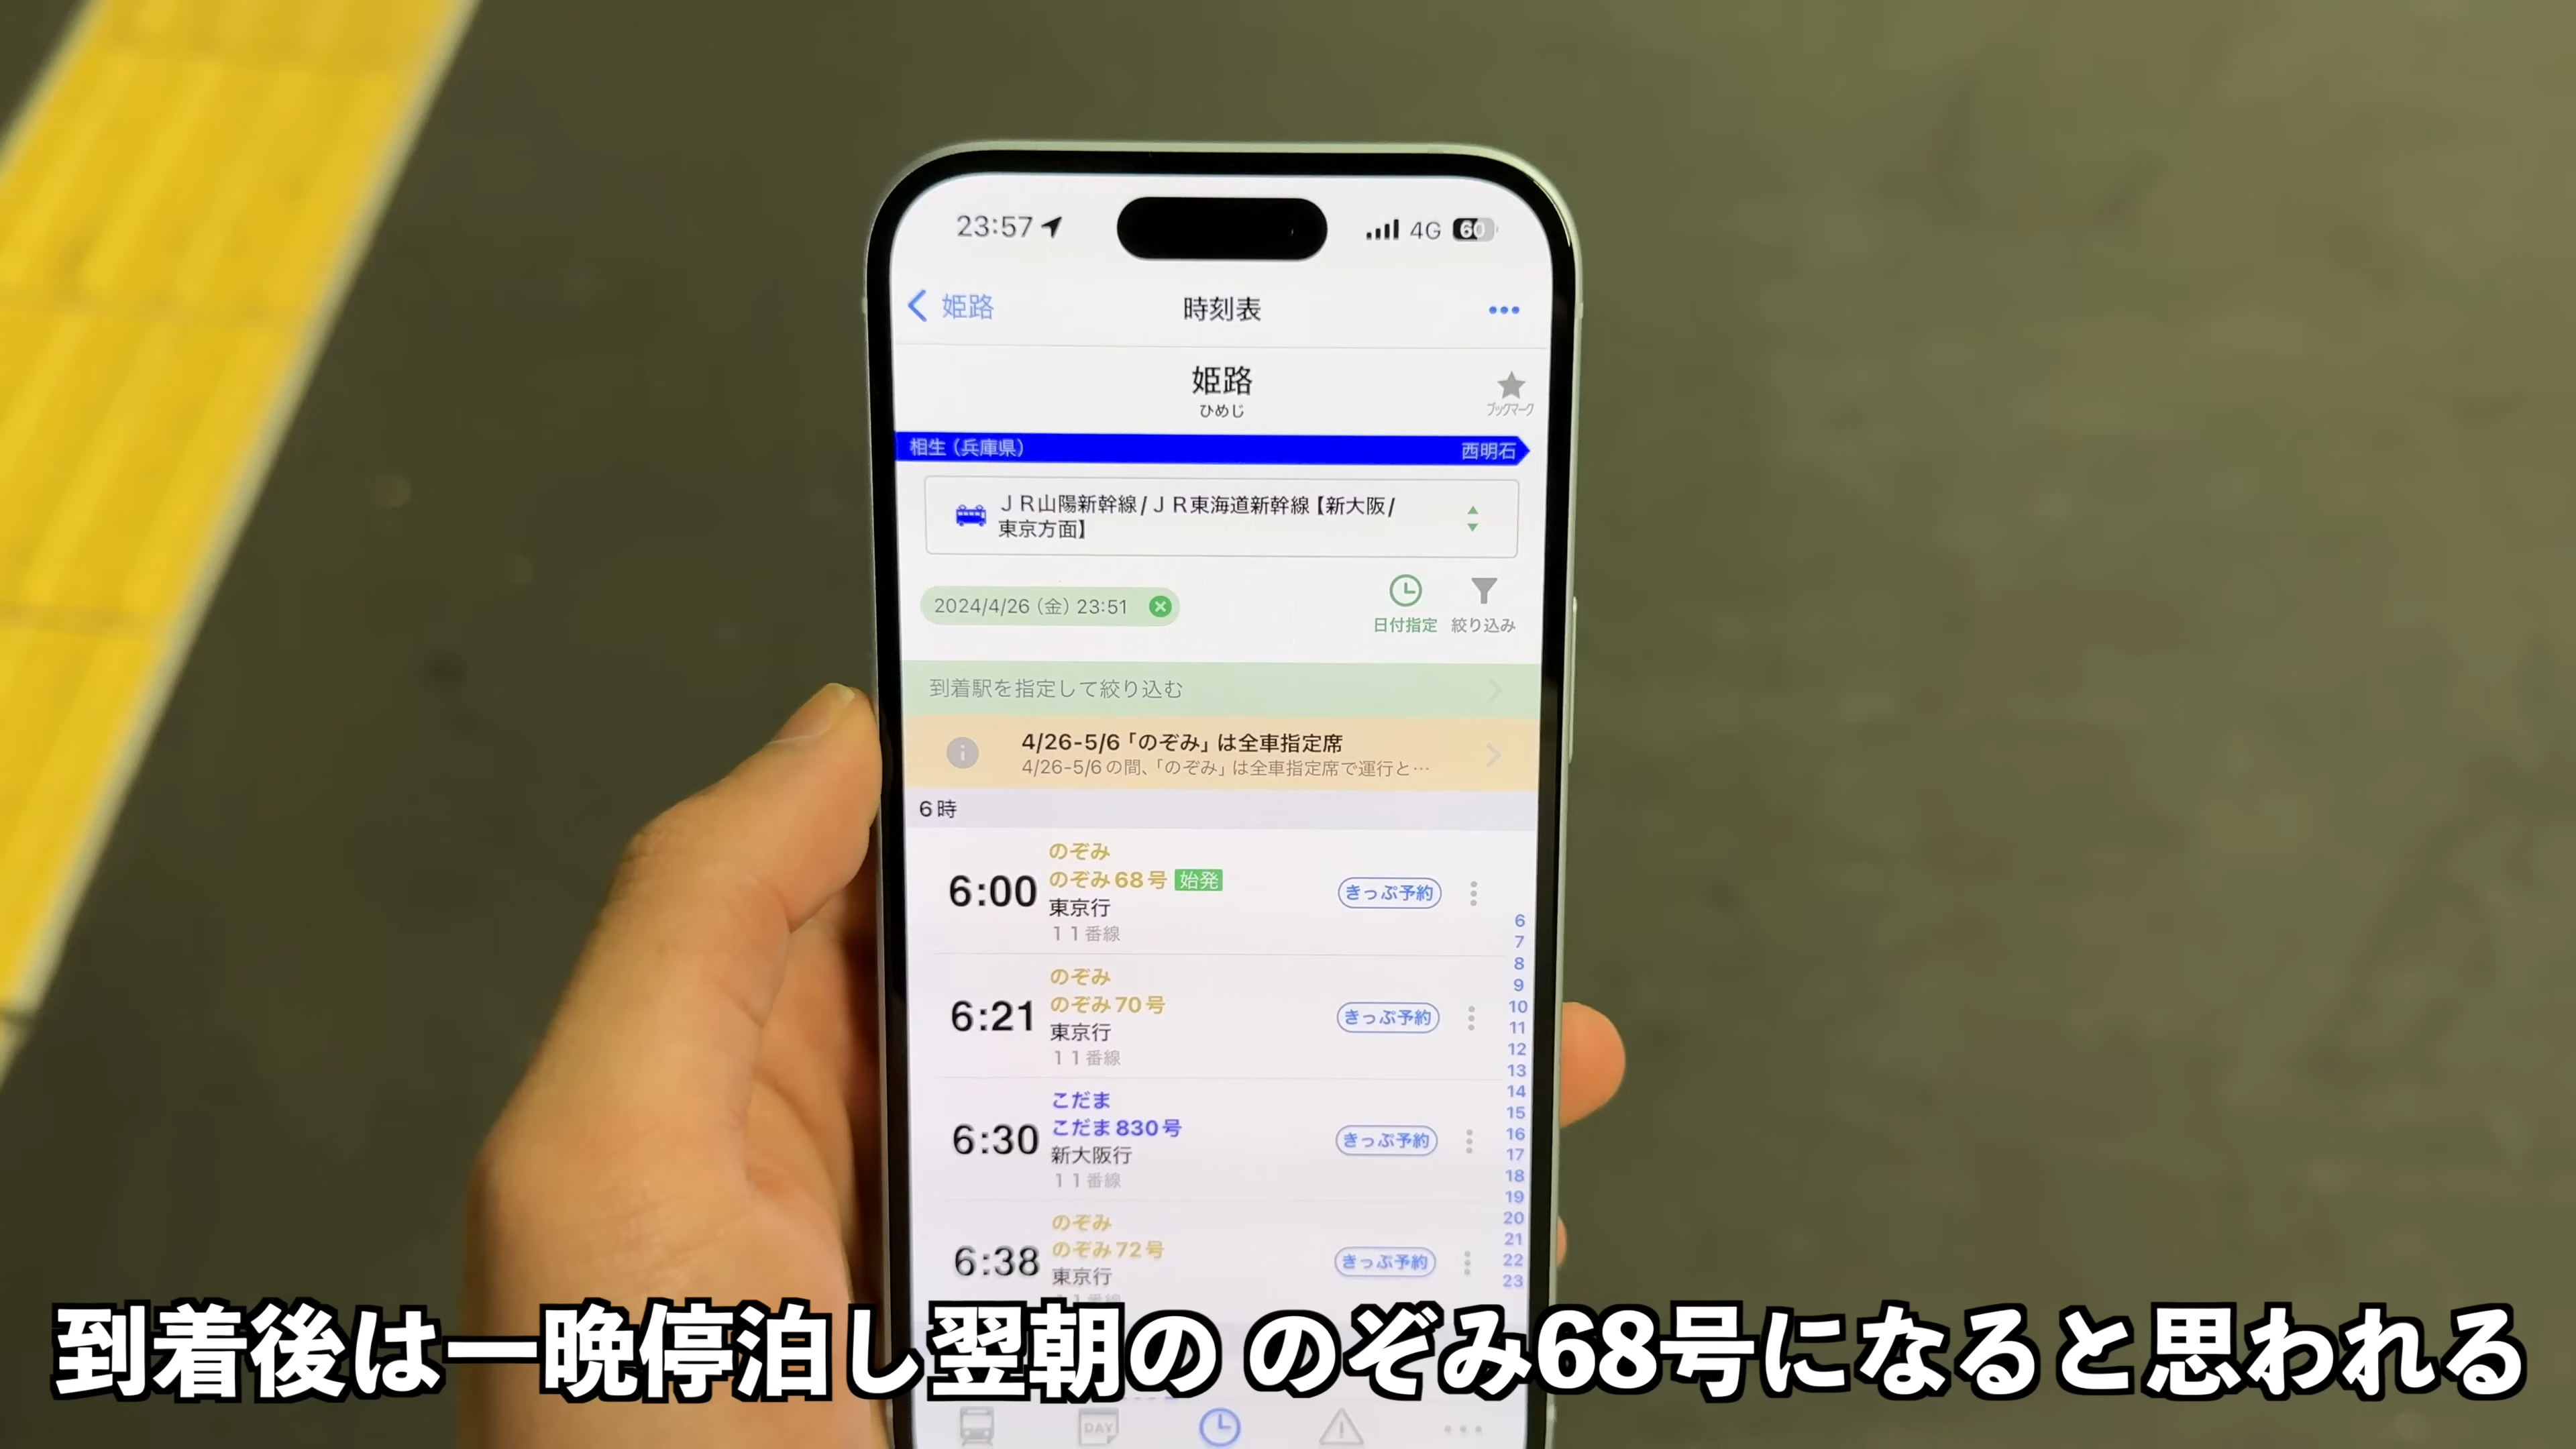 23:57
4G
60
姫路
時刻表
姫路
ひめじ
ブックマーク
相生（兵庫県）
西明石
ＪＲ山陽新幹線/ＪＲ東海道新幹線【新大阪/
東京方面】
2024/4/26（金）23:51
日付指定
絞り込み
到着駅を指定して絞り込む
4/26-5/6「のぞみ」は全車指定席
4/26-5/6の間、「のぞみ」は全車指定席で運行と…
6時
のぞみ
6:00
のぞみ68号 始発
きっぷ予約
東京行
１１番線
のぞみ
6:21
のぞみ70号
きっぷ予約
東京行
１１番線
こだま
6:30
こだま830号
きっぷ予約
新大阪行
１１番線
のぞみ
6:38
のぞみ72号
きっぷ予約
東京行
6
7
8
9
10
11
12
13
14
15
16
17
18
19
20
21
22
23
到着後は一晩停泊し翌朝の のぞみ68号になると思われる
DAY